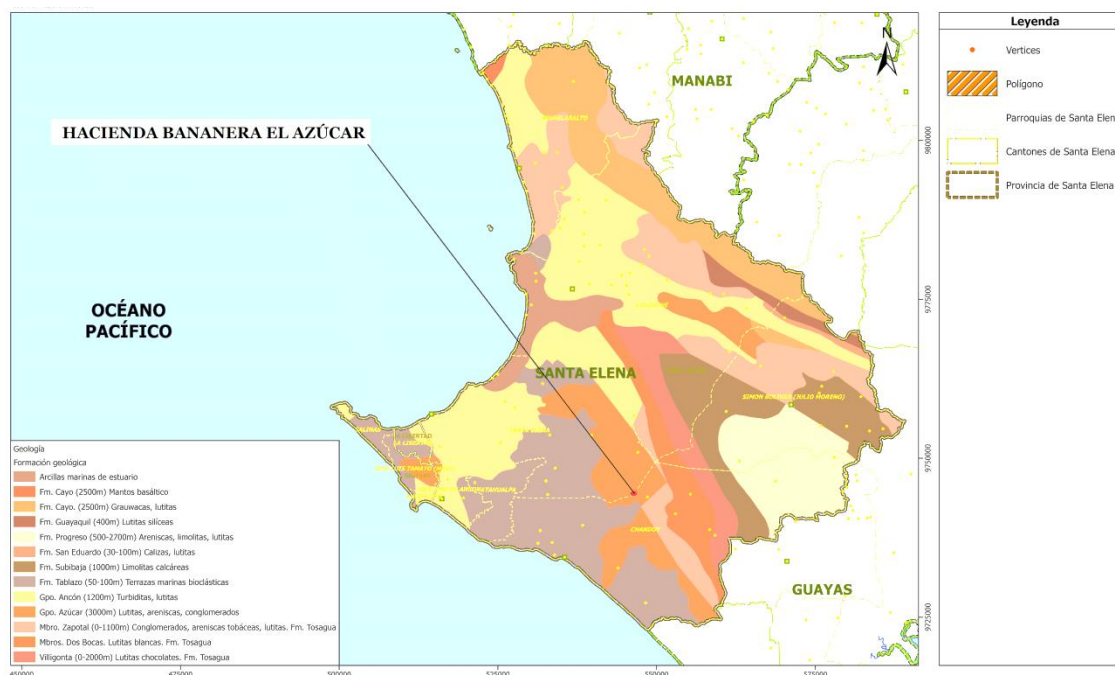 MANABI
HACIENDA BANANERA EL AZÚCAR
OCÉANO
PACÍFICO
SANTA ELENA
SIMON BOLIVAR (JULIO MORENO)
SALINAS
LA LIBERTAD
CHANDUY
GUAYAS
N
9800000
9775000
9750000
9725000
500000
525000
550000
575000
Geología
Formación geológica
Arcillas marinas de estuario
Fm. Cayo (2500m) Mantos basáltico
Fm. Cayo. (2500m) Grauwacas, lutitas
Fm. Guayaquil (400m) Lutitas silíceas
Fm. Progreso (500-2700m) Areniscas, limolitas, lutitas
Fm. San Eduardo (30-100m) Calizas, lutitas
Fm. Subibaja (1000m) Limolitas calcáreas
Fm. Tablazo (50-100m) Terrazas marinas bioclásticas
Gpo. Ancón (1200m) Turbiditas, lutitas
Gpo. Azúcar (3000m) Lutitas, areniscas, conglomerados
Mbro. Zapotal (0-1100m) Conglomerados, areniscas tobáceas, lutitas. Fm. Tosagua
Mbros. Dos Bocas. Lutitas blancas. Fm. Tosagua
Villigonta (0-2000m) Lutitas chocolates. Fm. Tosagua
Leyenda
Vertices
Polígono
Parroquias de Santa Elen
Cantones de Santa Elena
Provincia de Santa Elena